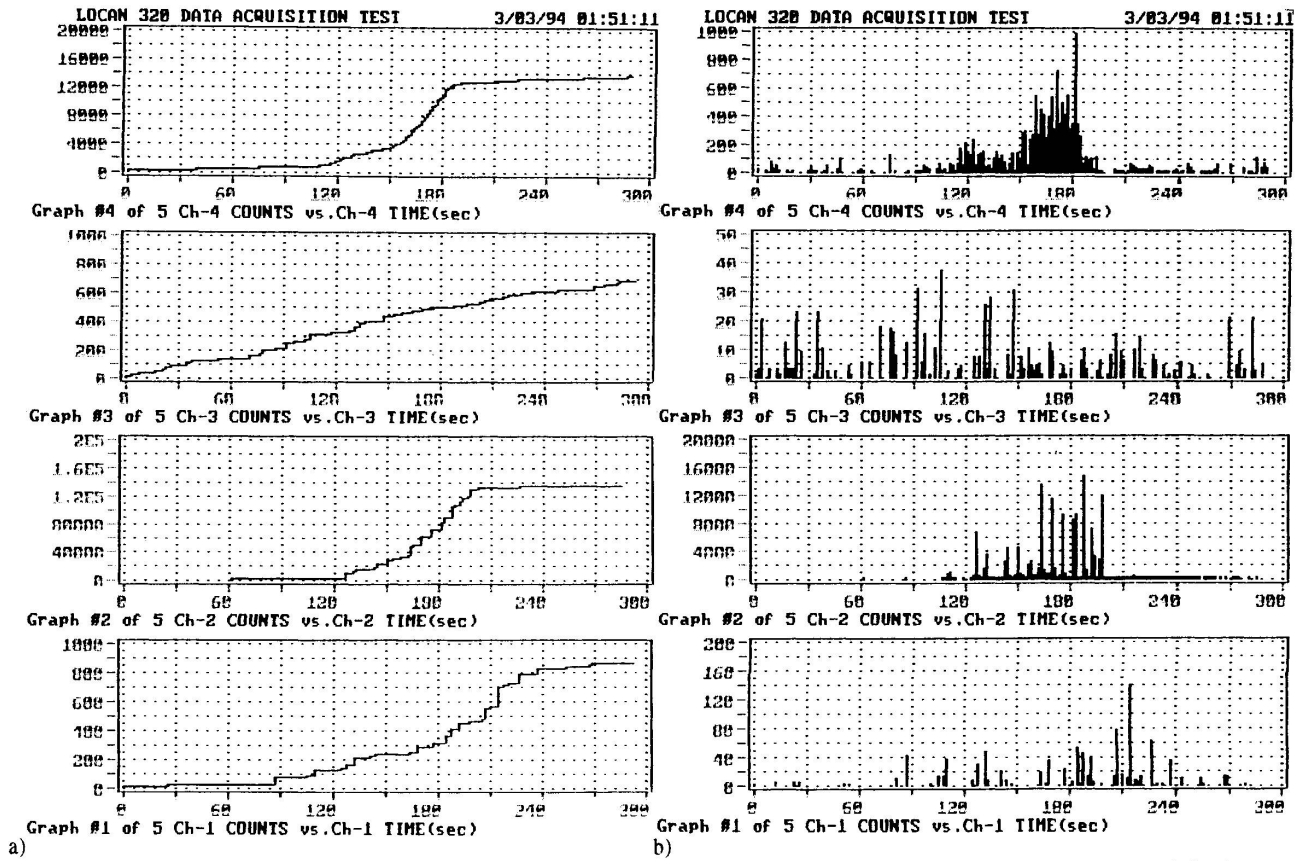 LOCAN 320 DATA ACQUISITION TEST 3/03/94 01:51:11
20000
16000
12000
8000
4000
0
0 60 120 180 240 300
Graph #4 of 5 Ch-4 COUNTS vs.Ch-4 TIME(sec)
1000
800
600
400
200
0
0 60 120 180 240 300
Graph #3 of 5 Ch-3 COUNTS vs.Ch-3 TIME(sec)
2E5
1.6E5
1.2E5
80000
40000
0
0 60 120 180 240 300
Graph #2 of 5 Ch-2 COUNTS vs.Ch-2 TIME(sec)
1000
800
600
400
200
0
0 60 120 180 240 300
Graph #1 of 5 Ch-1 COUNTS vs.Ch-1 TIME(sec)
a)
LOCAN 320 DATA ACQUISITION TEST 3/03/94 01:51:11
1000
800
600
400
200
0
0 60 120 180 240 300
Graph #4 of 5 Ch-4 COUNTS vs.Ch-4 TIME(sec)
50
40
30
20
10
0
0 60 120 180 240 300
Graph #3 of 5 Ch-3 COUNTS vs.Ch-3 TIME(sec)
20000
16000
12000
8000
4000
0
0 60 120 180 240 300
Graph #2 of 5 Ch-2 COUNTS vs.Ch-2 TIME(sec)
200
160
120
80
40
0
0 60 120 180 240 300
Graph #1 of 5 Ch-1 COUNTS vs.Ch-1 TIME(sec)
b)